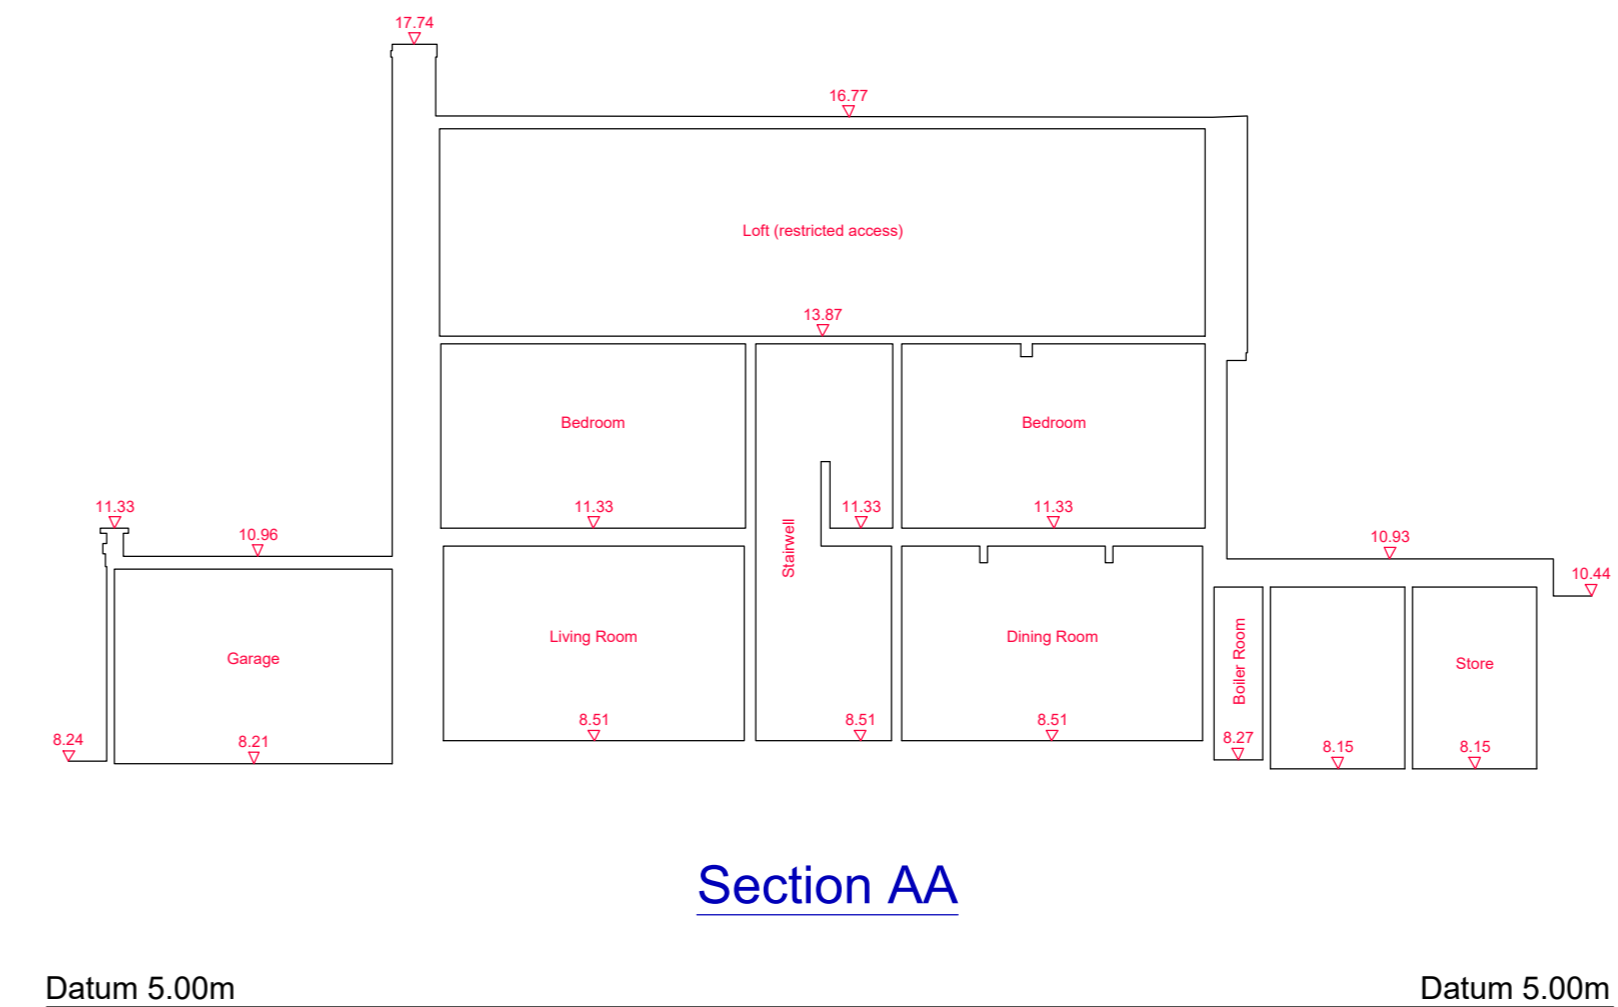 17.74
16.77
Loft (restricted access)
13.87
Bedroom
Bedroom
11.33
11.33
11.33
11.33
10.96
10.93
10.44
Stairwell
Living Room
Dining Room
Boiler Room
Garage
Store
8.51
8.51
8.51
8.24
8.21
8.27
8.15
8.15
Section AA
Datum 5.00m
Datum 5.00m